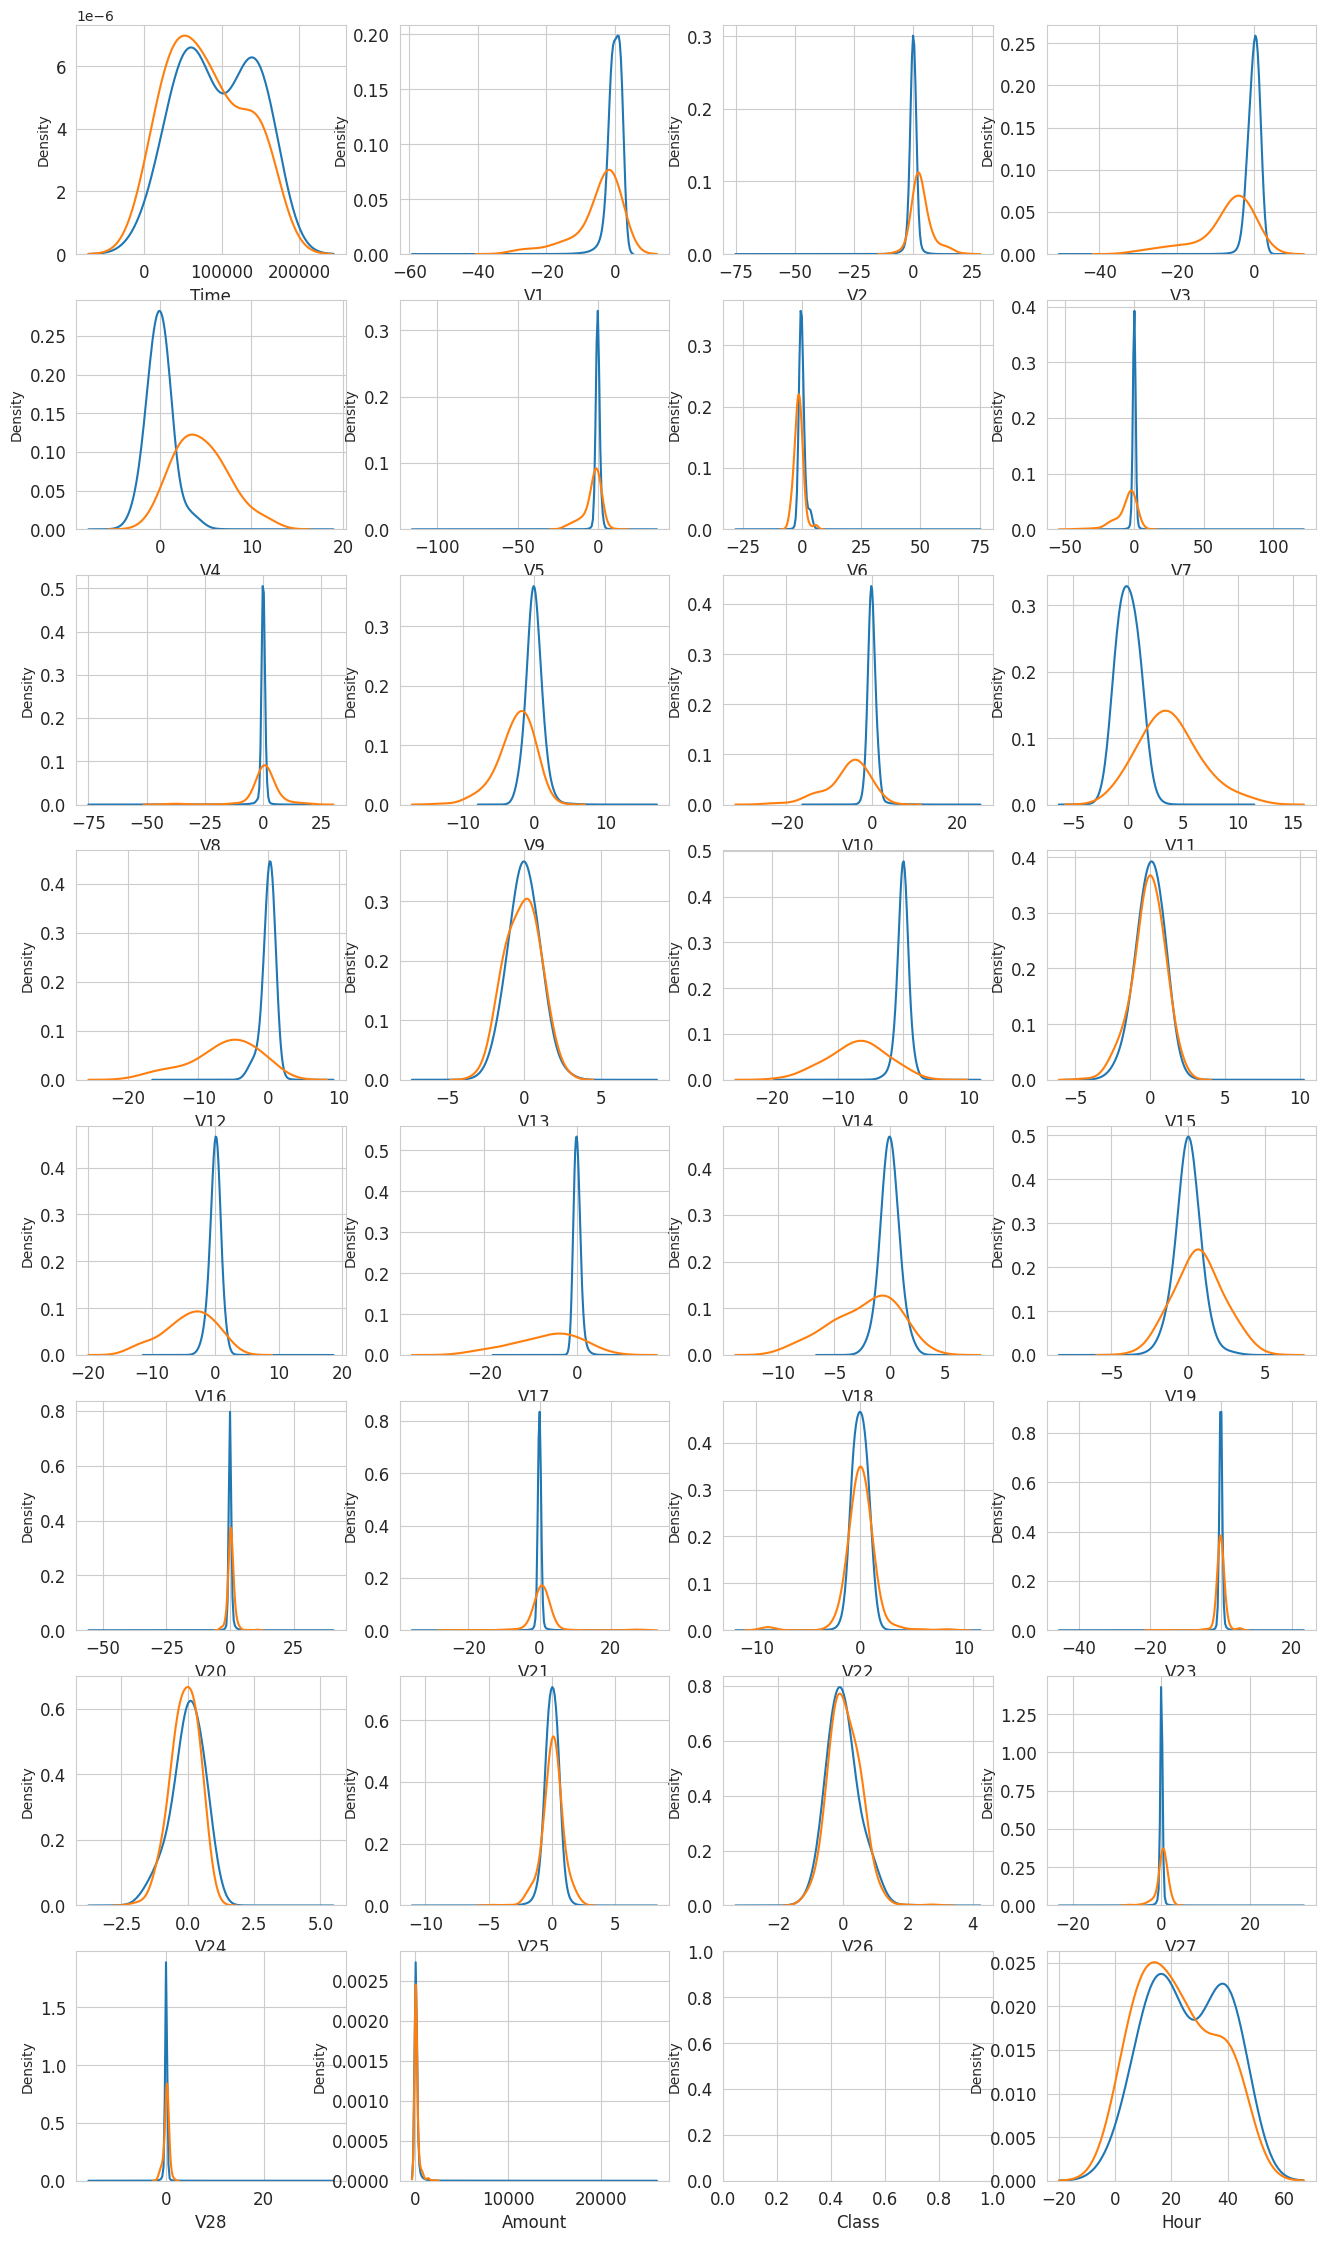 1e−6
6
4
2
0
Density
0 100000 200000
Time
0.20
0.15
0.10
0.05
0.00
Density
−60 −40 −20 0
V1
0.3
0.2
0.1
0.0
Density
−75 −50 −25 0 25
V2
0.25
0.20
0.15
0.10
0.05
0.00
Density
−40 −20 0
V3
0.25
0.20
0.15
0.10
0.05
0.00
Density
0 10 20
V4
0.3
0.2
0.1
0.0
Density
−100 −50 0
V5
0.3
0.2
0.1
0.0
Density
−25 0 25 50 75
V6
0.4
0.3
0.2
0.1
0.0
Density
−50 0 50 100
V7
0.5
0.4
0.3
0.2
0.1
0.0
Density
−75 −50 −25 0 25
V8
0.3
0.2
0.1
0.0
Density
−10 0 10
V9
0.4
0.3
0.2
0.1
0.0
Density
−20 0 20
V10
0.3
0.2
0.1
0.0
Density
−5 0 5 10 15
V11
0.4
0.3
0.2
0.1
0.0
Density
−20 −10 0 10
V12
0.3
0.2
0.1
0.0
Density
−5 0 5
V13
0.5
0.4
0.3
0.2
0.1
0.0
Density
−20 −10 0 10
V14
0.4
0.3
0.2
0.1
0.0
Density
−5 0 5 10
V15
0.4
0.3
0.2
0.1
0.0
Density
−20 −10 0 10 20
V16
0.5
0.4
0.3
0.2
0.1
0.0
Density
−20 0
V17
0.4
0.3
0.2
0.1
0.0
Density
−10 −5 0 5
V18
0.5
0.4
0.3
0.2
0.1
0.0
Density
−5 0 5
V19
0.8
0.6
0.4
0.2
0.0
Density
−50 −25 0 25
V20
0.8
0.6
0.4
0.2
0.0
Density
−20 0 20
V21
0.4
0.3
0.2
0.1
0.0
Density
−10 0 10
V22
0.8
0.6
0.4
0.2
0.0
Density
−40 −20 0 20
V23
0.6
0.4
0.2
0.0
Density
−2.5 0.0 2.5 5.0
V24
0.6
0.4
0.2
0.0
Density
−10 −5 0 5
V25
0.8
0.6
0.4
0.2
0.0
Density
−2 0 2 4
V26
1.25
1.00
0.75
0.50
0.25
0.00
Density
−20 0 20
V27
1.5
1.0
0.5
0.0
Density
0 20
V28
0.0025
0.0020
0.0015
0.0010
0.0005
0.0000
Density
0 10000 20000
Amount
1.0
0.8
0.6
0.4
0.2
0.0
Density
0.0 0.2 0.4 0.6 0.8 1.0
Class
0.025
0.020
0.015
0.010
0.005
0.000
Density
−20 0 20 40 60
Hour